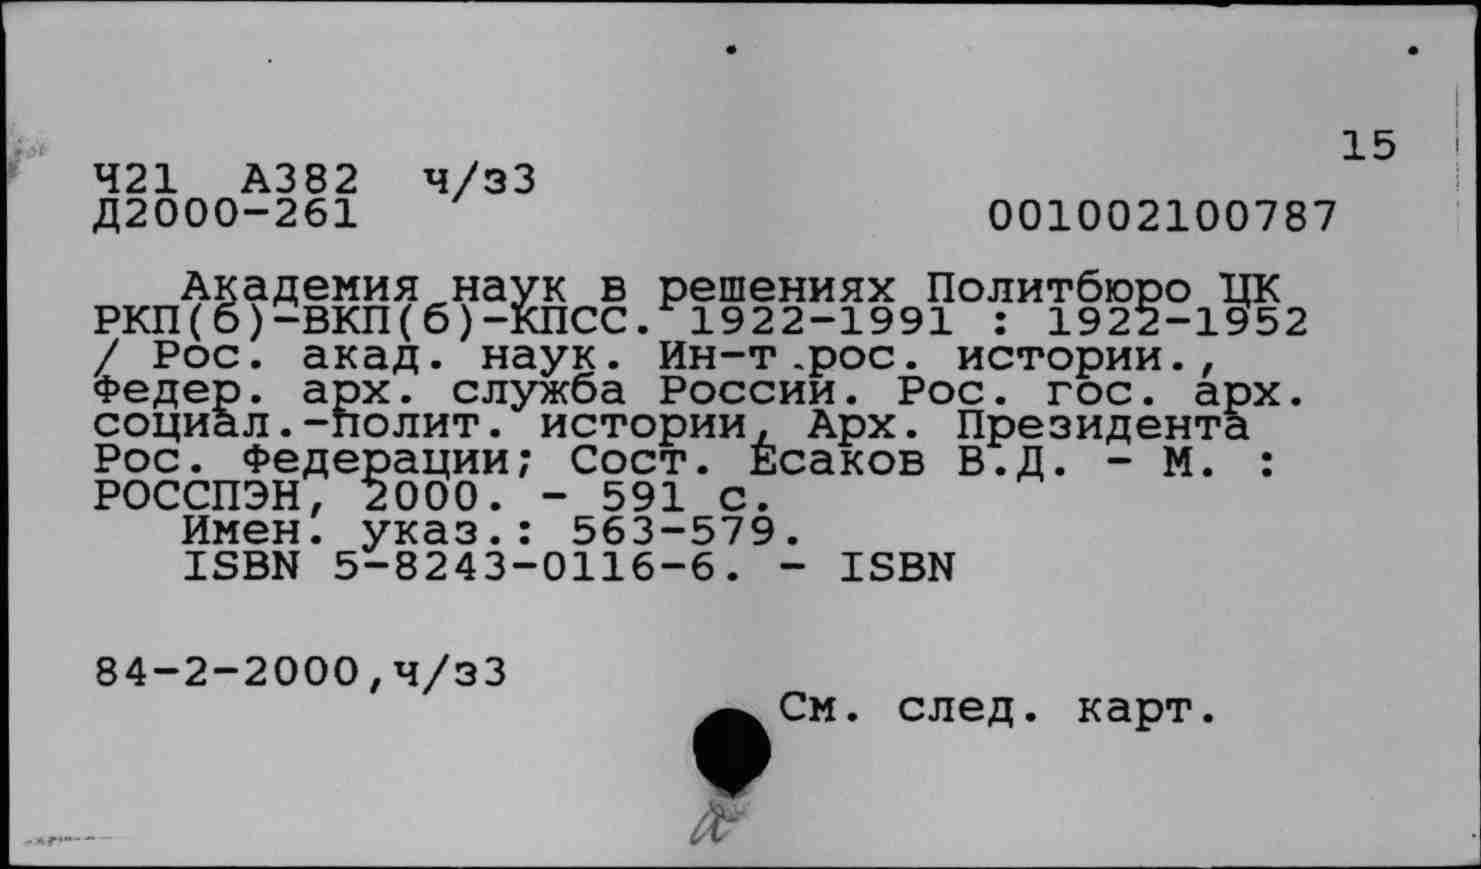 15
Ч21 А382 ч/з3
Д2000-261 001002100787
Академия наук в решениях Политбюро ЦК
РКП(б)-ВКП(б)-КПСС. 1922-1991 : 1922-1952
/ Рос. акад. наук. Ин-т.рос. истории.,
Федер. арх. служба России. Рос. гос. арх.
социал.-полит. истории, Арх. Президента
Рос. Федерации; Сост. Есаков В.Д. - М. :
РОССПЭН, 2000. - 591 с.
Имен. указ.: 563-579.
ISBN 5-8243-0116-6. - ISBN
84-2-2000,ч/з3
См. след. карт.